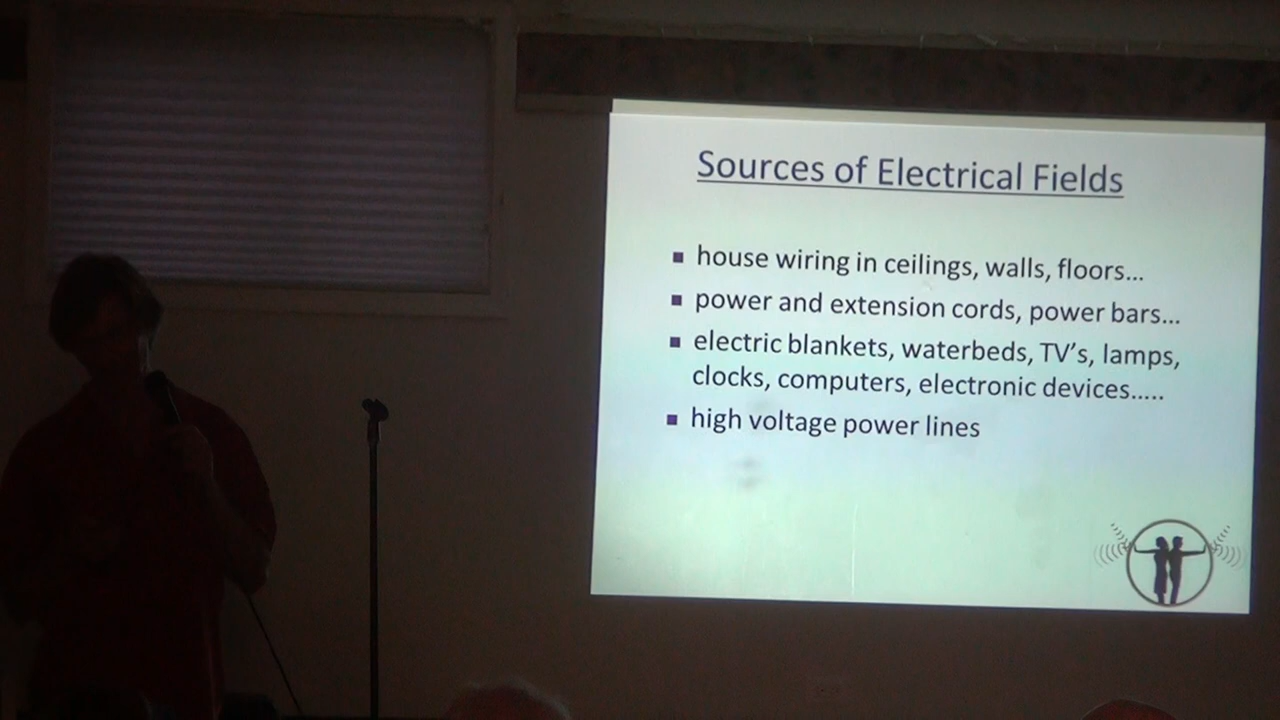 Sources of Electrical Fields
house wiring in ceilings, walls, floors…
power and extension cords, power bars…
electric blankets, waterbeds, TV’s, lamps,
clocks, computers, electronic devices…..
high voltage power lines